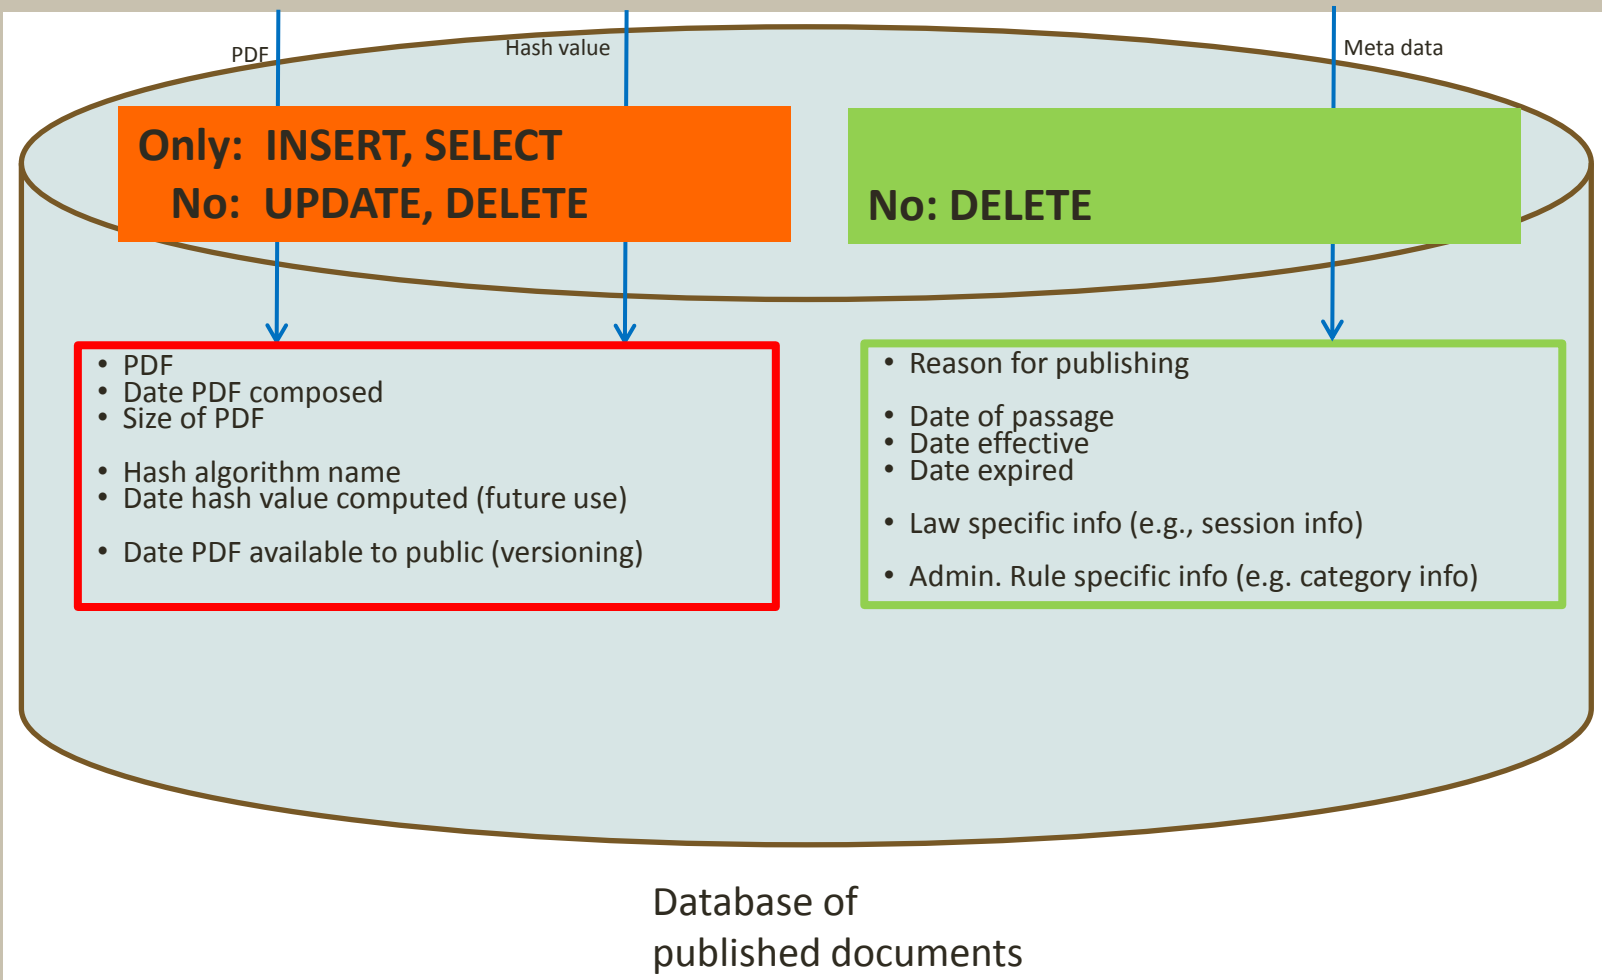 PDF
Hash value
Meta data
Only: INSERT, SELECT
No: UPDATE, DELETE
No: DELETE
• PDF
• Date PDF composed
• Size of PDF
• Hash algorithm name
• Date hash value computed (future use)
• Date PDF available to public (versioning)
• Reason for publishing
• Date of passage
• Date effective
• Date expired
• Law specific info (e.g., session info)
• Admin. Rule specific info (e.g. category info)
Database of
published documents